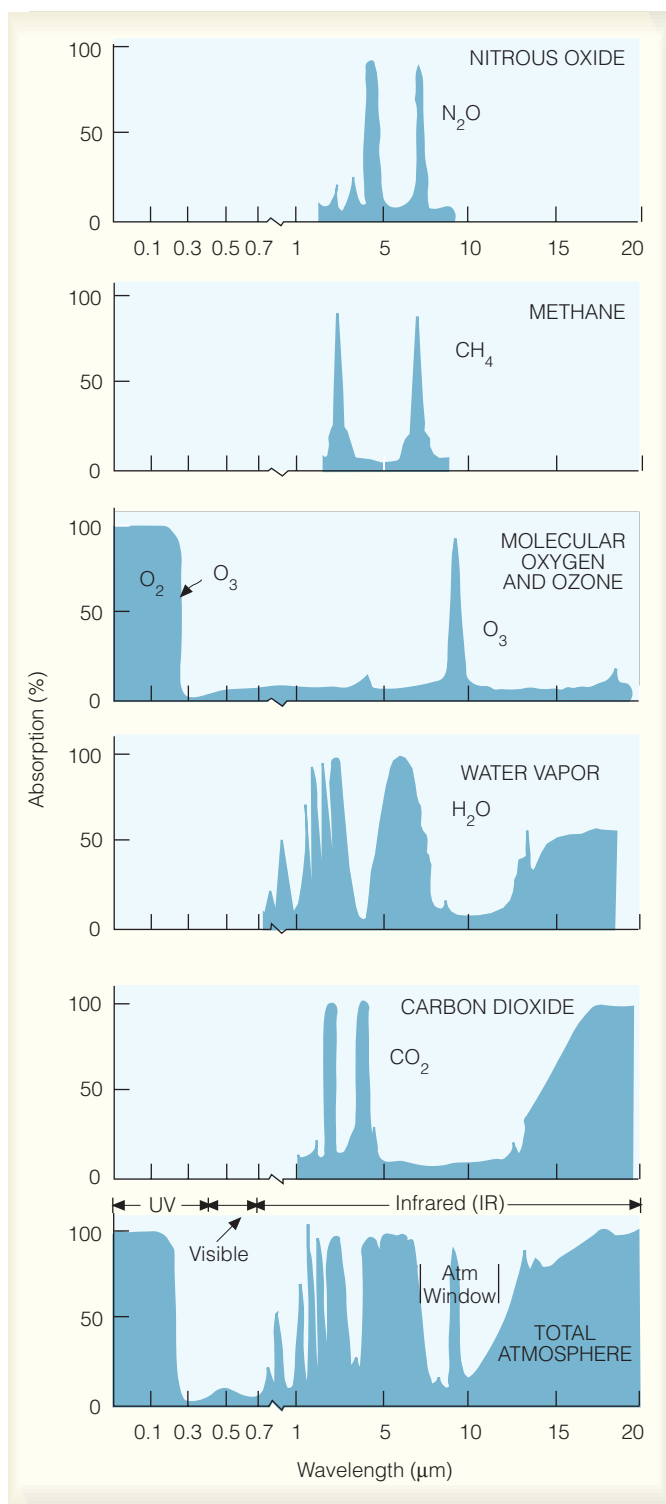 100
NITROUS OXIDE
N2O
50
0
0.1 0.3 0.5 0.7 1 5 10 15 20
100
METHANE
CH4
50
0
100
MOLECULAR
OXYGEN
AND OZONE
O2
O3
50
O3
0
Absorption (%)
100
WATER VAPOR
H2O
50
0
100
CARBON DIOXIDE
CO2
50
0
UV
Infrared (IR)
100
Visible
Atm
Window
50
TOTAL
ATMOSPHERE
0
0.1 0.3 0.5 0.7 1 5 10 15 20
Wavelength (μm)